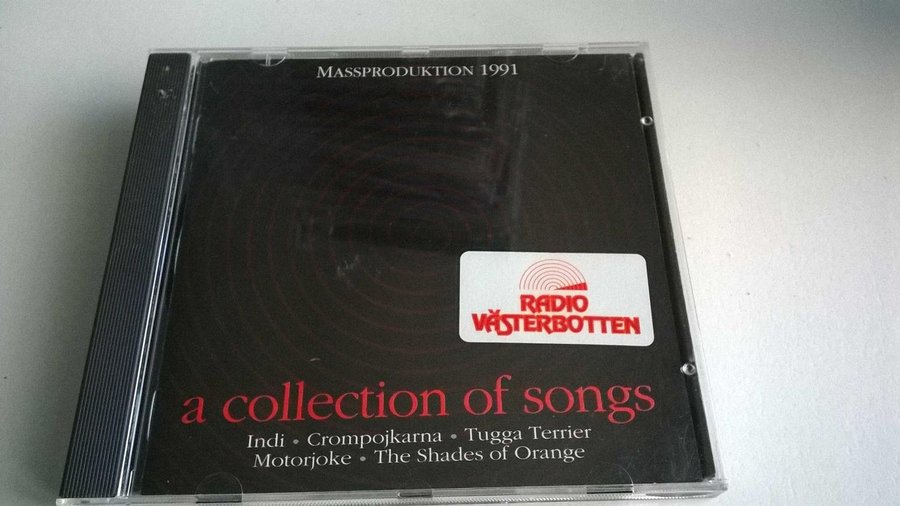 MASSPRODUKTION 1991
RADIO
VÄSTERBOTTEN
a collection of songs
Indi • Crompojkarna • Tugga Terrier
Motorjoke • The Shades of Orange